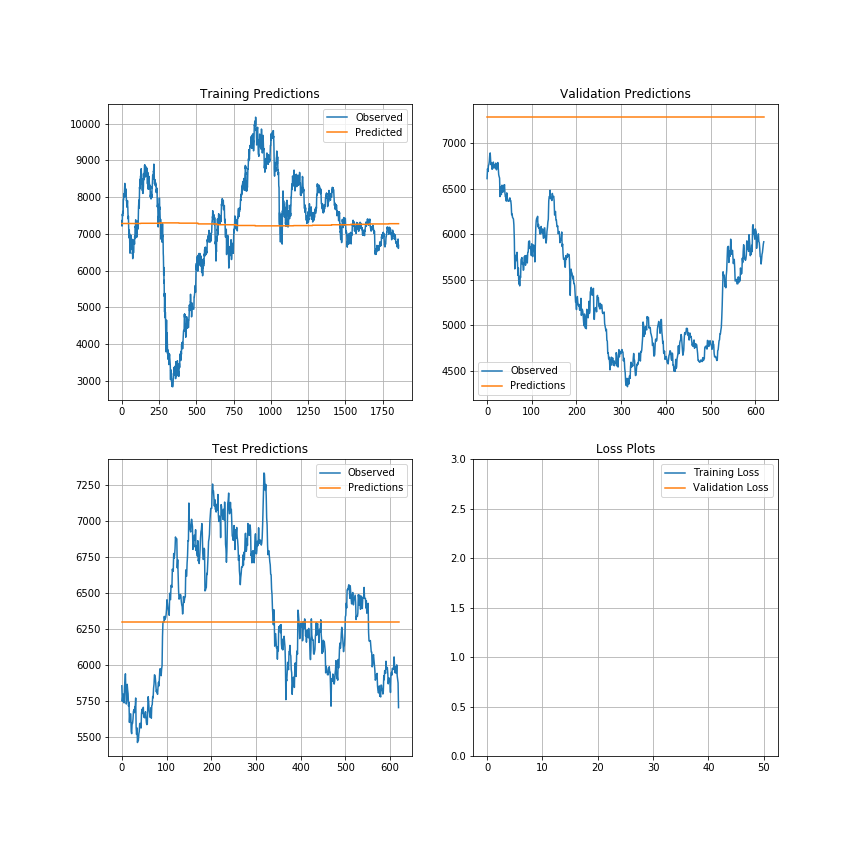 Training Predictions
Observed
Predicted
10000
9000
8000
7000
6000
5000
4000
3000
0 250 500 750 1000 1250 1500 1750
Validation Predictions
7000
6500
6000
5500
5000
4500
Observed
Predictions
0 100 200 300 400 500 600
Test Predictions
Observed
Predictions
7250
7000
6750
6500
6250
6000
5750
5500
0 100 200 300 400 500 600
Loss Plots
Training Loss
Validation Loss
3.0
2.5
2.0
1.5
1.0
0.5
0.0
0 10 20 30 40 50